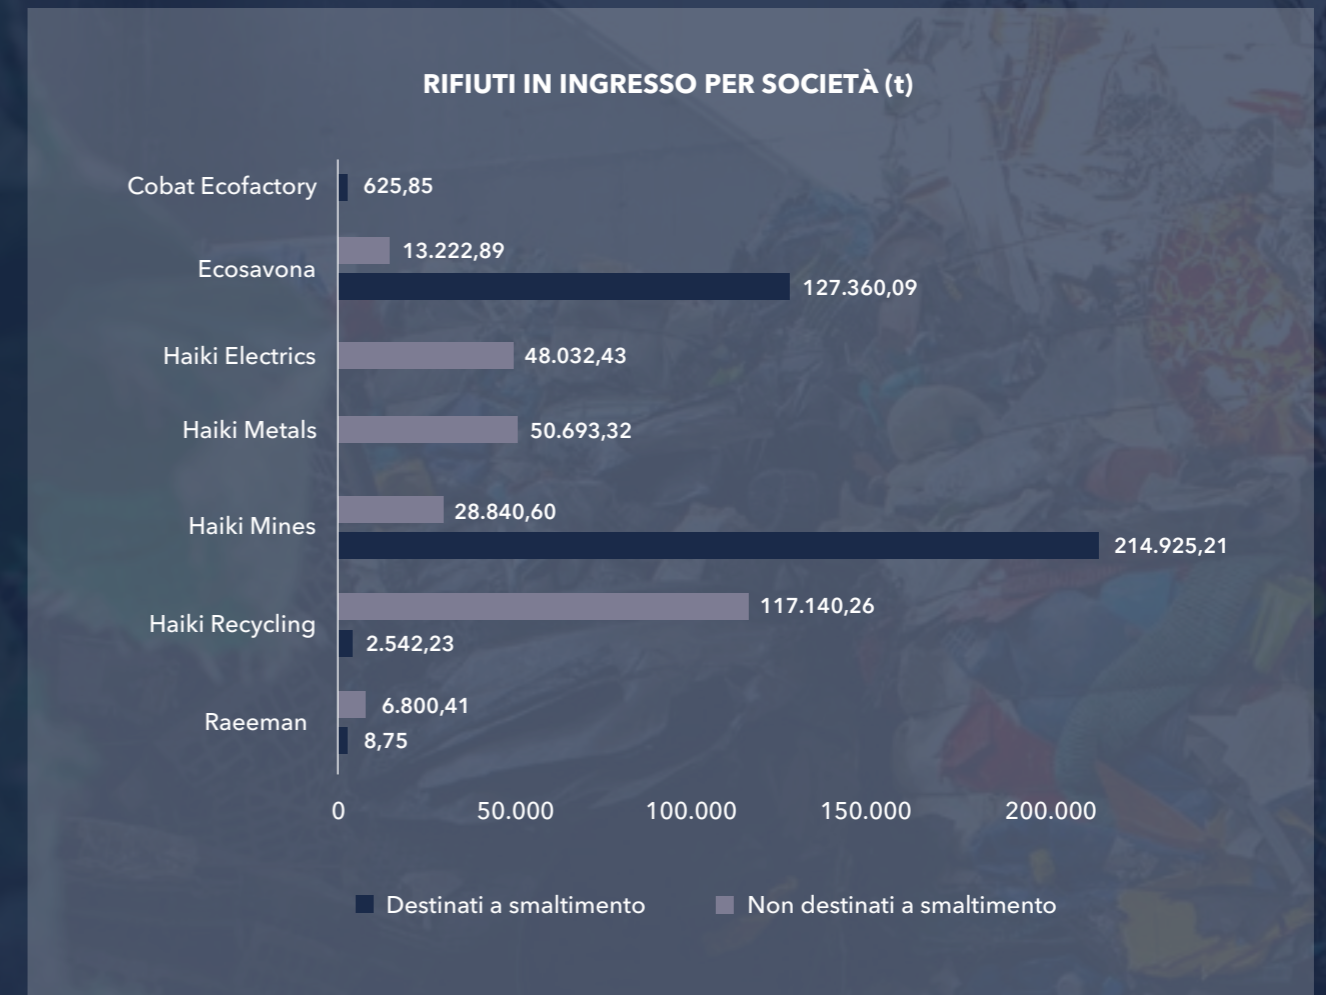 RIFIUTI IN INGRESSO PER SOCIETÀ (t)
Cobat Ecofactory 625,85
Ecosavona 13.222,89
127.360,09
Haiki Electrics 48.032,43
Haiki Metals 50.693,32
Haiki Mines 28.840,60
214.925,21
Haiki Recycling 117.140,26
2.542,23
Raeeman 6.800,41
8,75
0 50.000 100.000 150.000 200.000
Destinati a smaltimento Non destinati a smaltimento